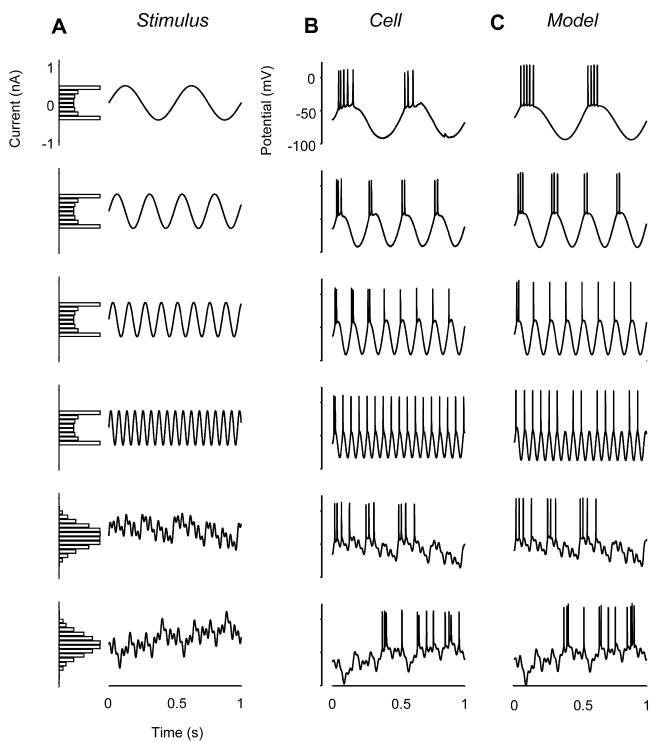 A Stimulus B Cell C Model
Current (nA)
1
0
-1
Potential (mV)
0
-50
-100
0 0.5 1
0 0.5 1
0 0.5 1
Time (s)